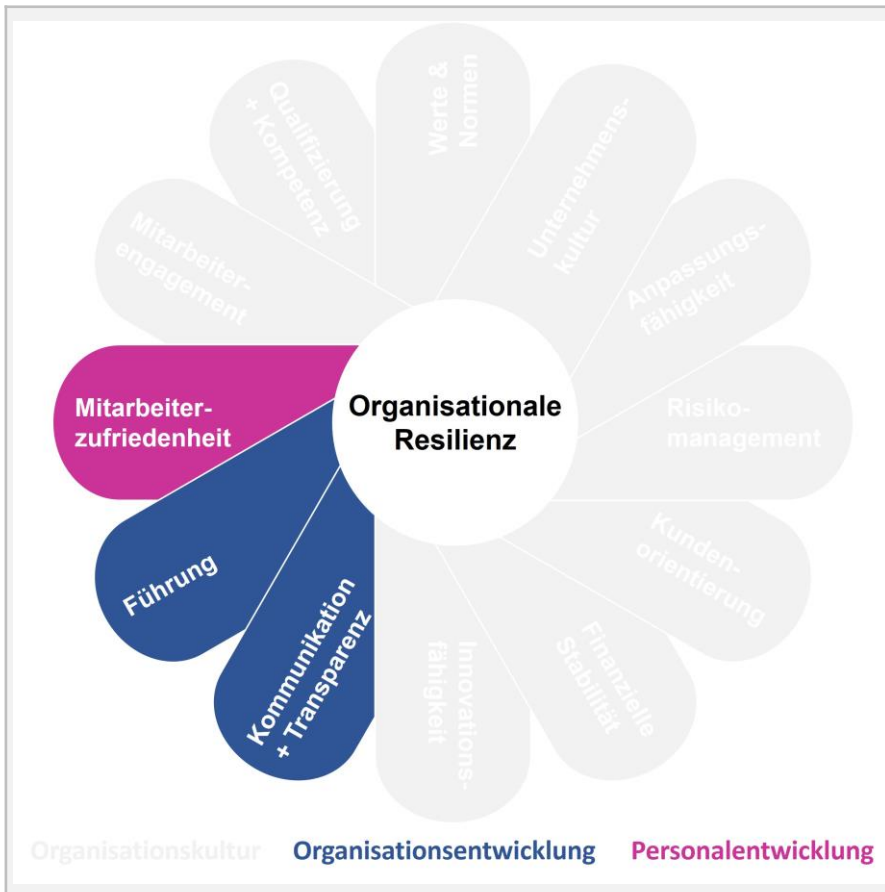 Werte &
Normen
Unternehmens-
kultur
Anpassungs-
fähigkeit
Risiko-
management
Kunden-
orientierung
Finanzielle
Stabilität
Innovations-
fähigkeit
Kommunikation
+ Transparenz
Führung
Mitarbeiter-
zufriedenheit
Mitarbeiter-
engagement
Qualifizierung
+ Kompetenz
Organisationale
Resilienz
Organisationskultur
Organisationsentwicklung
Personalentwicklung